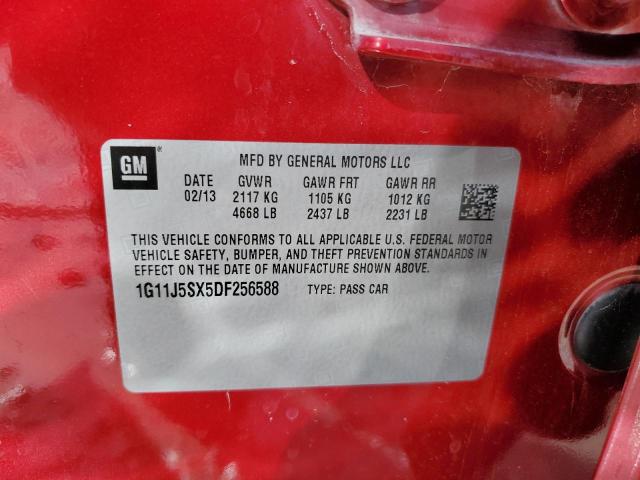 GM ® MFD BY GENERAL MOTORS LLC
DATE GVWR GAWR FRT GAWR RR
02/13 2117 KG 1105 KG 1012 KG
4668 LB 2437 LB 2231 LB
THIS VEHICLE CONFORMS TO ALL APPLICABLE U.S. FEDERAL MOTOR
VEHICLE SAFETY, BUMPER, AND THEFT PREVENTION STANDARDS IN
EFFECT ON THE DATE OF MANUFACTURE SHOWN ABOVE.
1G11J5SX5DF256588 TYPE: PASS CAR